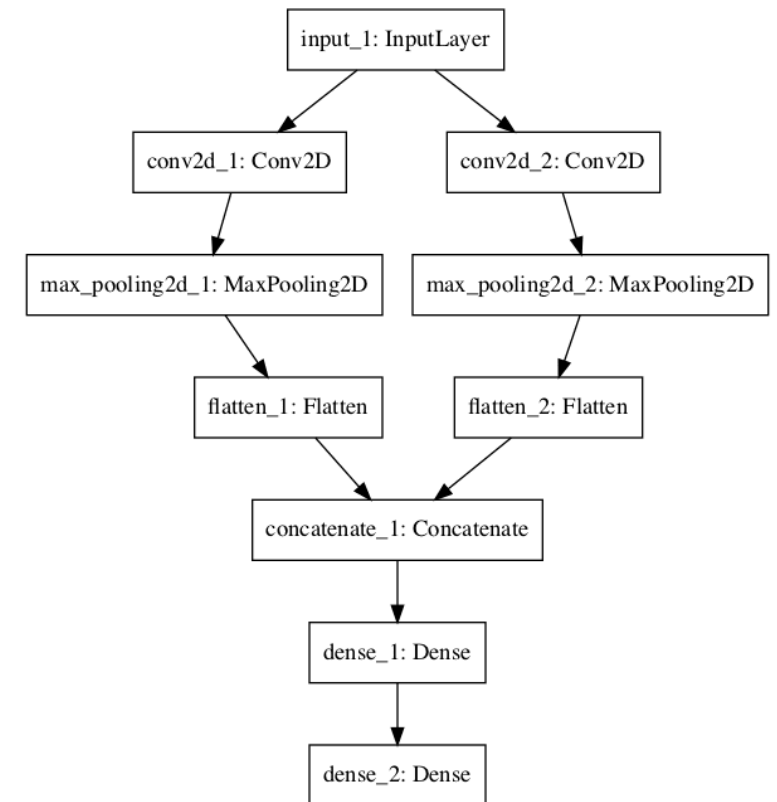 input_1: InputLayer
conv2d_1: Conv2D
conv2d_2: Conv2D
max_pooling2d_1: MaxPooling2D
max_pooling2d_2: MaxPooling2D
flatten_1: Flatten
flatten_2: Flatten
concatenate_1: Concatenate
dense_1: Dense
dense_2: Dense